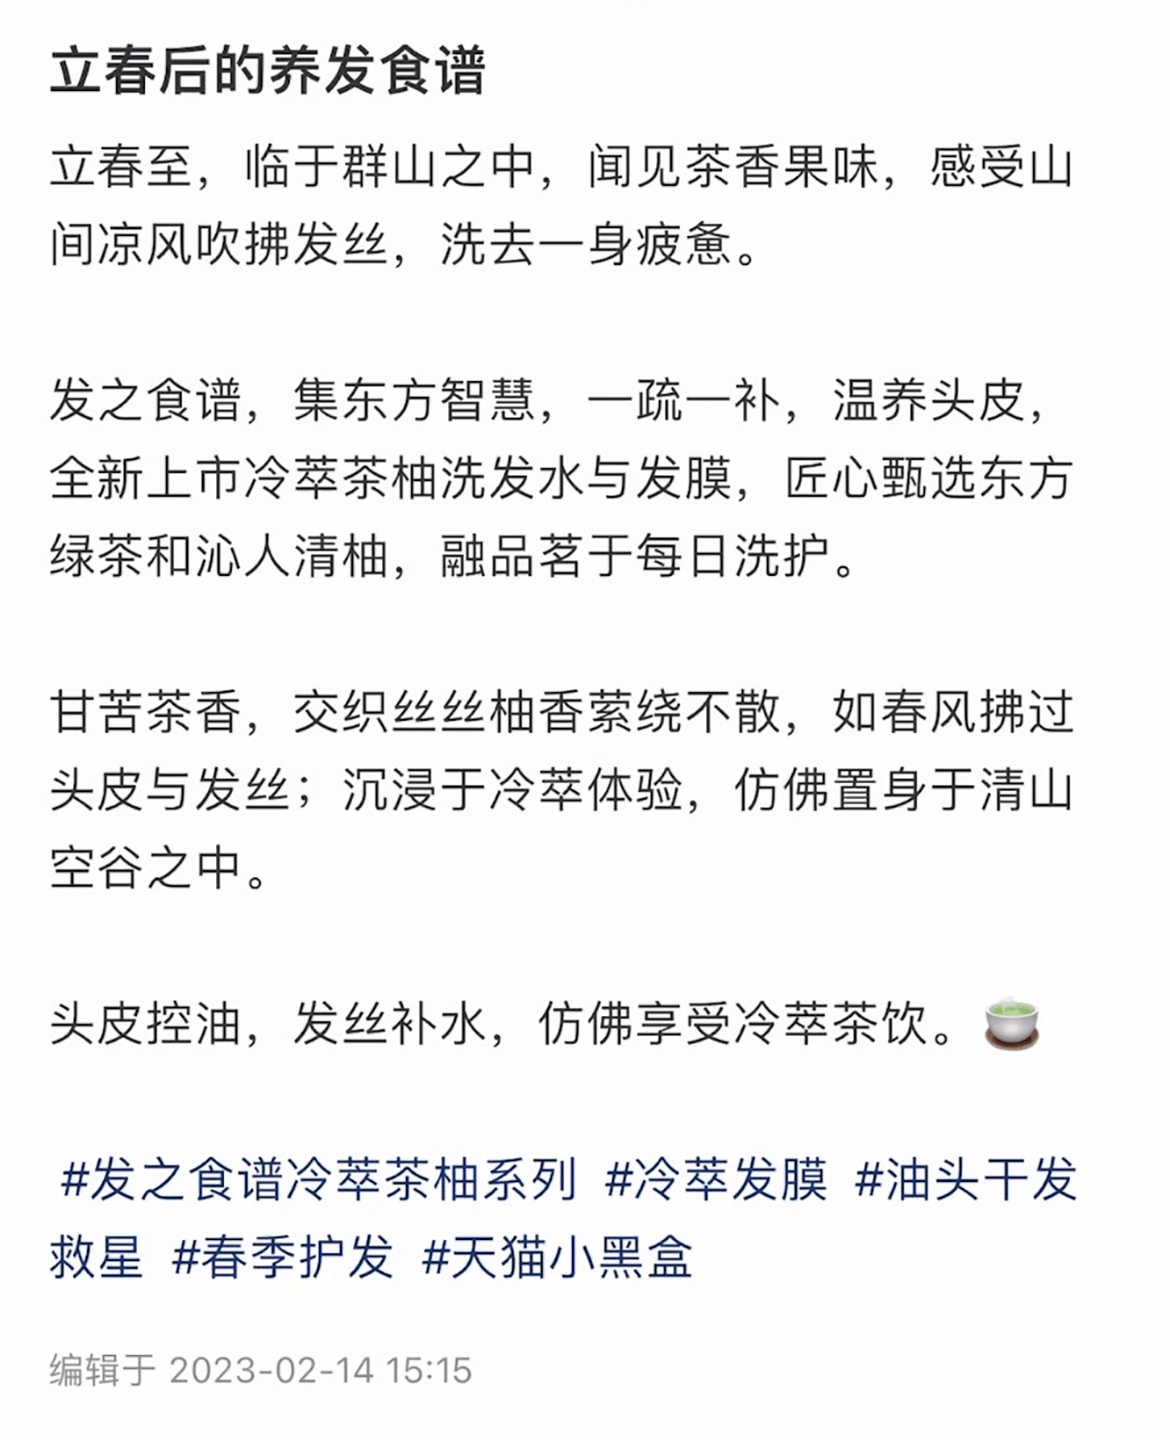 立春后的养发食谱
立春至，临于群山之中，闻见茶香果味，感受山
间凉风吹拂发丝，洗去一身疲惫。
发之食谱，集东方智慧，一疏一补，温养头皮，
全新上市冷萃茶柚洗发水与发膜，匠心甄选东方
绿茶和沁人清柚，融品茗于每日洗护。
甘苦茶香，交织丝丝柚香萦绕不散，如春风拂过
头皮与发丝；沉浸于冷萃体验，仿佛置身于清山
空谷之中。
头皮控油，发丝补水，仿佛享受冷萃茶饮。🍵
#发之食谱冷萃茶柚系列 #冷萃发膜 #油头干发
救星 #春季护发 #天猫小黑盒
编辑于 2023-02-14 15:15